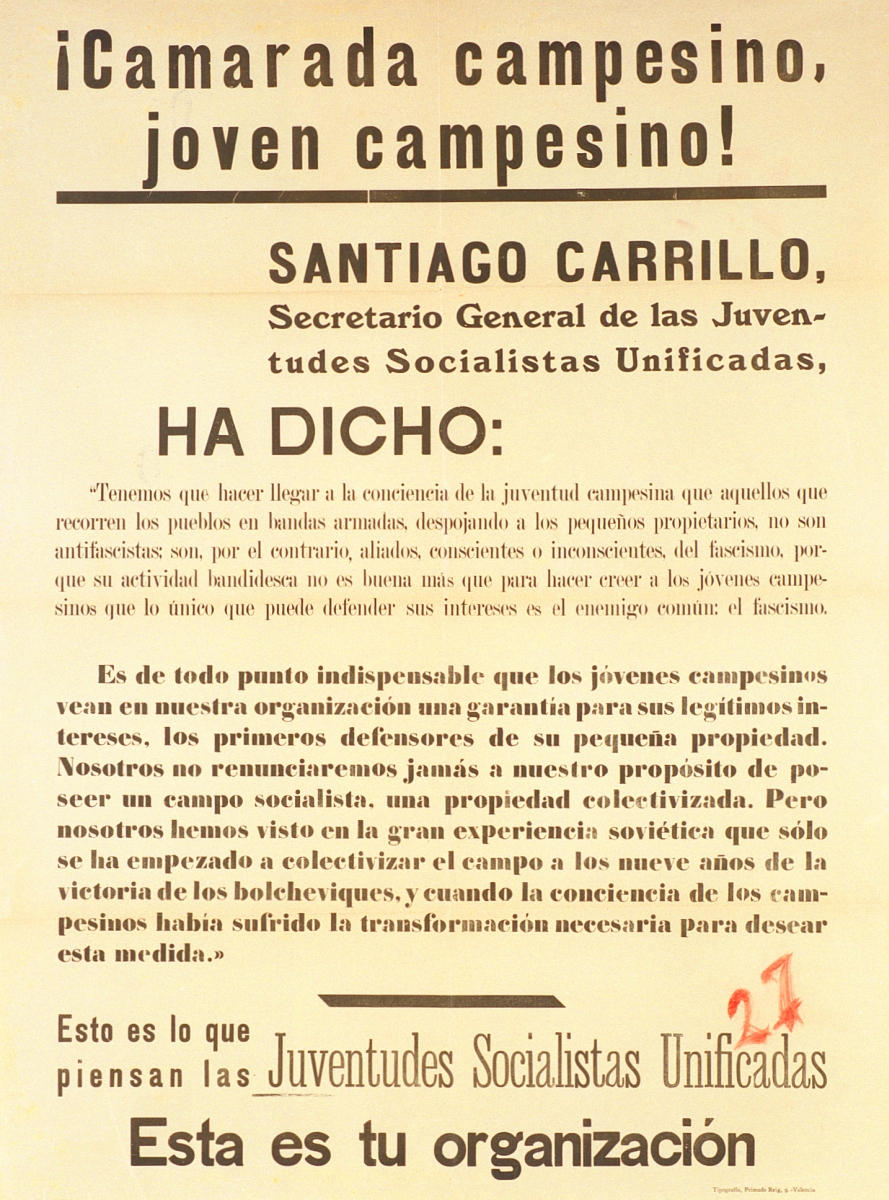 ¡Camarada campesino,
joven campesino!
SANTIAGO CARRILLO,
Secretario General de las Juven-
tudes Socialistas Unificadas,
HA DICHO:
“Tenemos que hacer llegar a la conciencia de la juventud campesina que aquellos que
recorren los pueblos en bandas armadas, despojando a los pequeños propietarios, no son
antifascistas; son, por el contrario, aliados, conscientes o inconscientes, del fascismo, por-
que su actividad bandidesca no es buena más que para hacer creer a los jóvenes campe-
sinos que lo único que puede defender sus intereses es el enemigo común: el fascismo.
Es de todo punto indispensable que los jóvenes campesinos
vean en nuestra organización una garantía para sus legítimos in-
tereses, los primeros defensores de su pequeña propiedad.
Nosotros no renunciaremos jamás a nuestro propósito de po-
seer un campo socialista, una propiedad colectivizada. Pero
nosotros hemos visto en la gran experiencia soviética que sólo
se ha empezado a colectivizar el campo a los nueve años de la
victoria de los bolcheviques, y cuando la conciencia de los cam-
pesinos había sufrido la transformación necesaria para desear
esta medida.»
27
Esto es lo que
piensan las Juventudes Socialistas Unificadas
Esta es tu organización
Tipografía, Primado Reig, 9.-Valencia